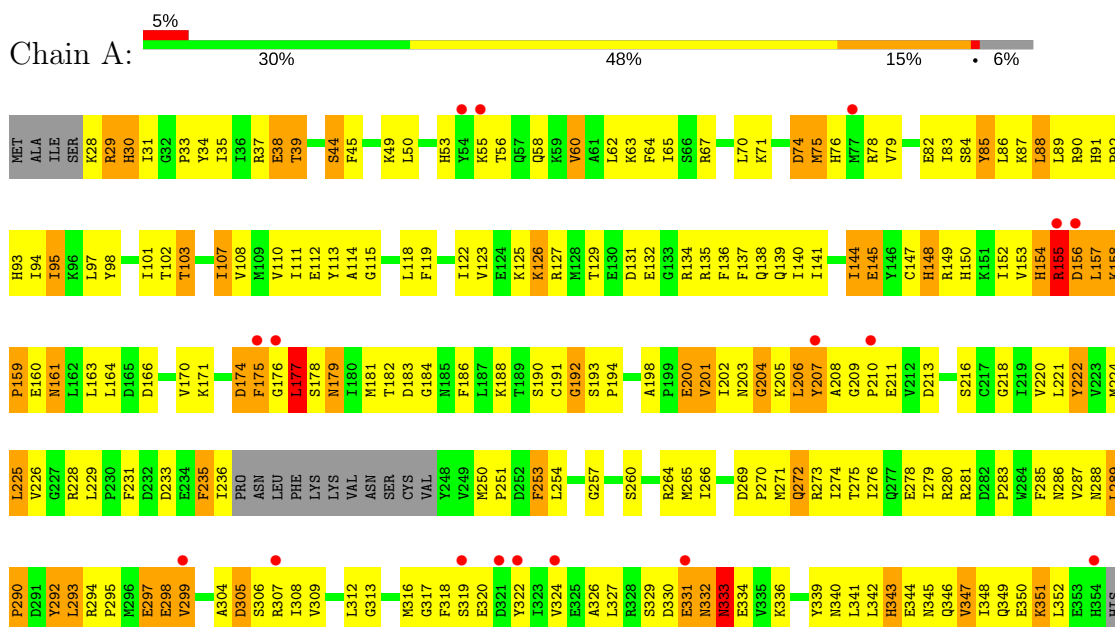 Chain A:
5%
30% 48% 15% • 6%
MET ALA ILE SER K28 R29 H30 I31 G32 P33 Y34 I35 I36 R37 E38 T39 S44 F45 K49 L50 H53 Y54 K55 T56 Q57 Q58 K59 V60 A61 L62 K63 F64 I65 S66 R67 L70 K71 D74 M75 H76 M77 R78 V79 E82 I83 S84 Y85 L86 K87 L88 L89 R90 H91 P92
H93 I94 I95 K96 L97 Y98 I101 T102 T103 I107 V108 M109 V110 I111 E112 Y113 A114 G115 L118 F119 I122 V123 E124 K125 K126 R127 M128 T129 E130 D131 E132 G133 R134 R135 F136 F137 Q138 Q139 I140 I141 I144 E145 Y146 C147 H148 R149 H150 K151 I152 V153 H154 R155 D156 L157 K158
P159 E160 N161 L162 L163 L164 D165 D166 V170 K171 D174 F175 G176 L177 S178 N179 I180 M181 T182 D183 G184 N185 F186 L187 K188 T189 S190 C191 G192 S193 P194 A198 P199 E200 V201 I202 N203 G204 K205 L206 Y207 A208 G209 P210 E211 V212 D213 S216 C217 G218 I219 V220 L221 Y222 V223 M224
L225 V226 G227 R228 L229 P230 F231 D232 D233 E234 F235 I236 PRO ASN LEU PHE LYS LYS VAL ASN SER CYS VAL Y248 V249 M250 P251 D252 F253 L254 G257 S260 R264 M265 I266 D269 P270 M271 Q272 R273 I274 T275 I276 Q277 E278 I279 R280 R281 D282 P283 W284 F285 N286 V287 N288 L289
P290 D291 Y292 L293 R294 P295 M296 E297 E298 V299 A304 D305 S306 R307 I308 V309 L312 G313 M316 G317 F318 S319 E320 D321 Y322 I323 V324 E325 A326 L327 R328 S329 D330 E331 N332 N333 E334 V335 K336 Y339 N340 L341 L342 H343 E344 N345 Q346 V347 I348 Q349 E350 K351 L352 E353 H354 HIS